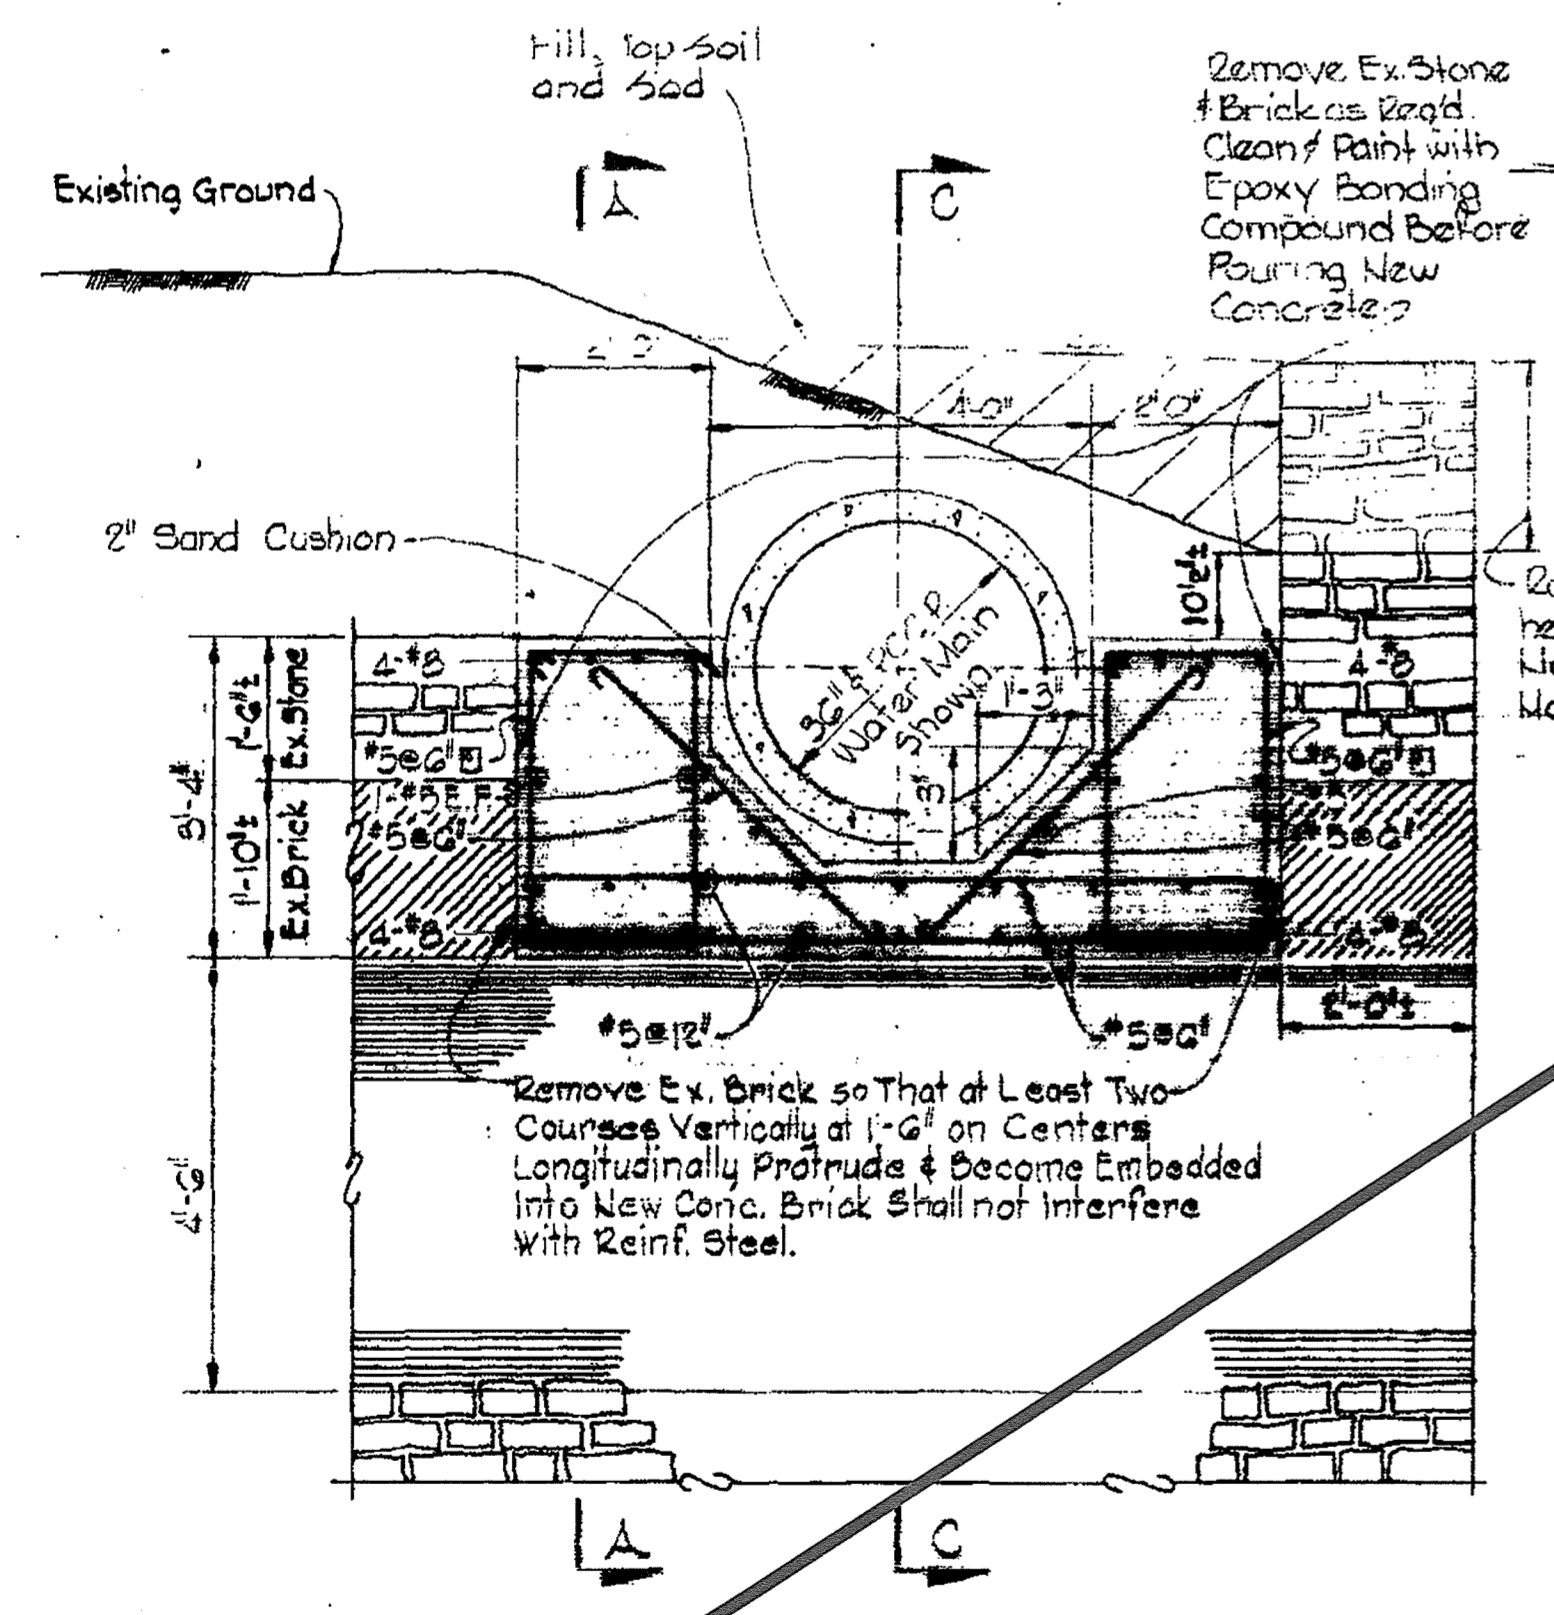 Fill, Top Soil
and Sod
Remove Ex. Stone
& Brick as Req'd.
Clean & Paint with
Epoxy Bonding
Compound Before
Pouring New
Concrete
Existing Ground
A
C
2'-0"
4'-0"
2'-0"
2" Sand Cushion
10½"±
36" φ P.C.C.P.
Water Main
Shown
1'-3"
4-#8
4-#8
1'-6"±
Ex. Stone
#5@6"
#5@6"
3'-4"
1'-10"±
Ex. Brick
#5@6"
#5@6"
4-#8
4-#8
2'-0"±
#5@12"
#5@6"
Remove Ex. Brick so That at Least Two
Courses Vertically at 1'-6" on Centers
Longitudinally Protrude & Become Embedded
Into New Conc. Brick Shall not Interfere
With Reinf. Steel.
4'-6"
A
C